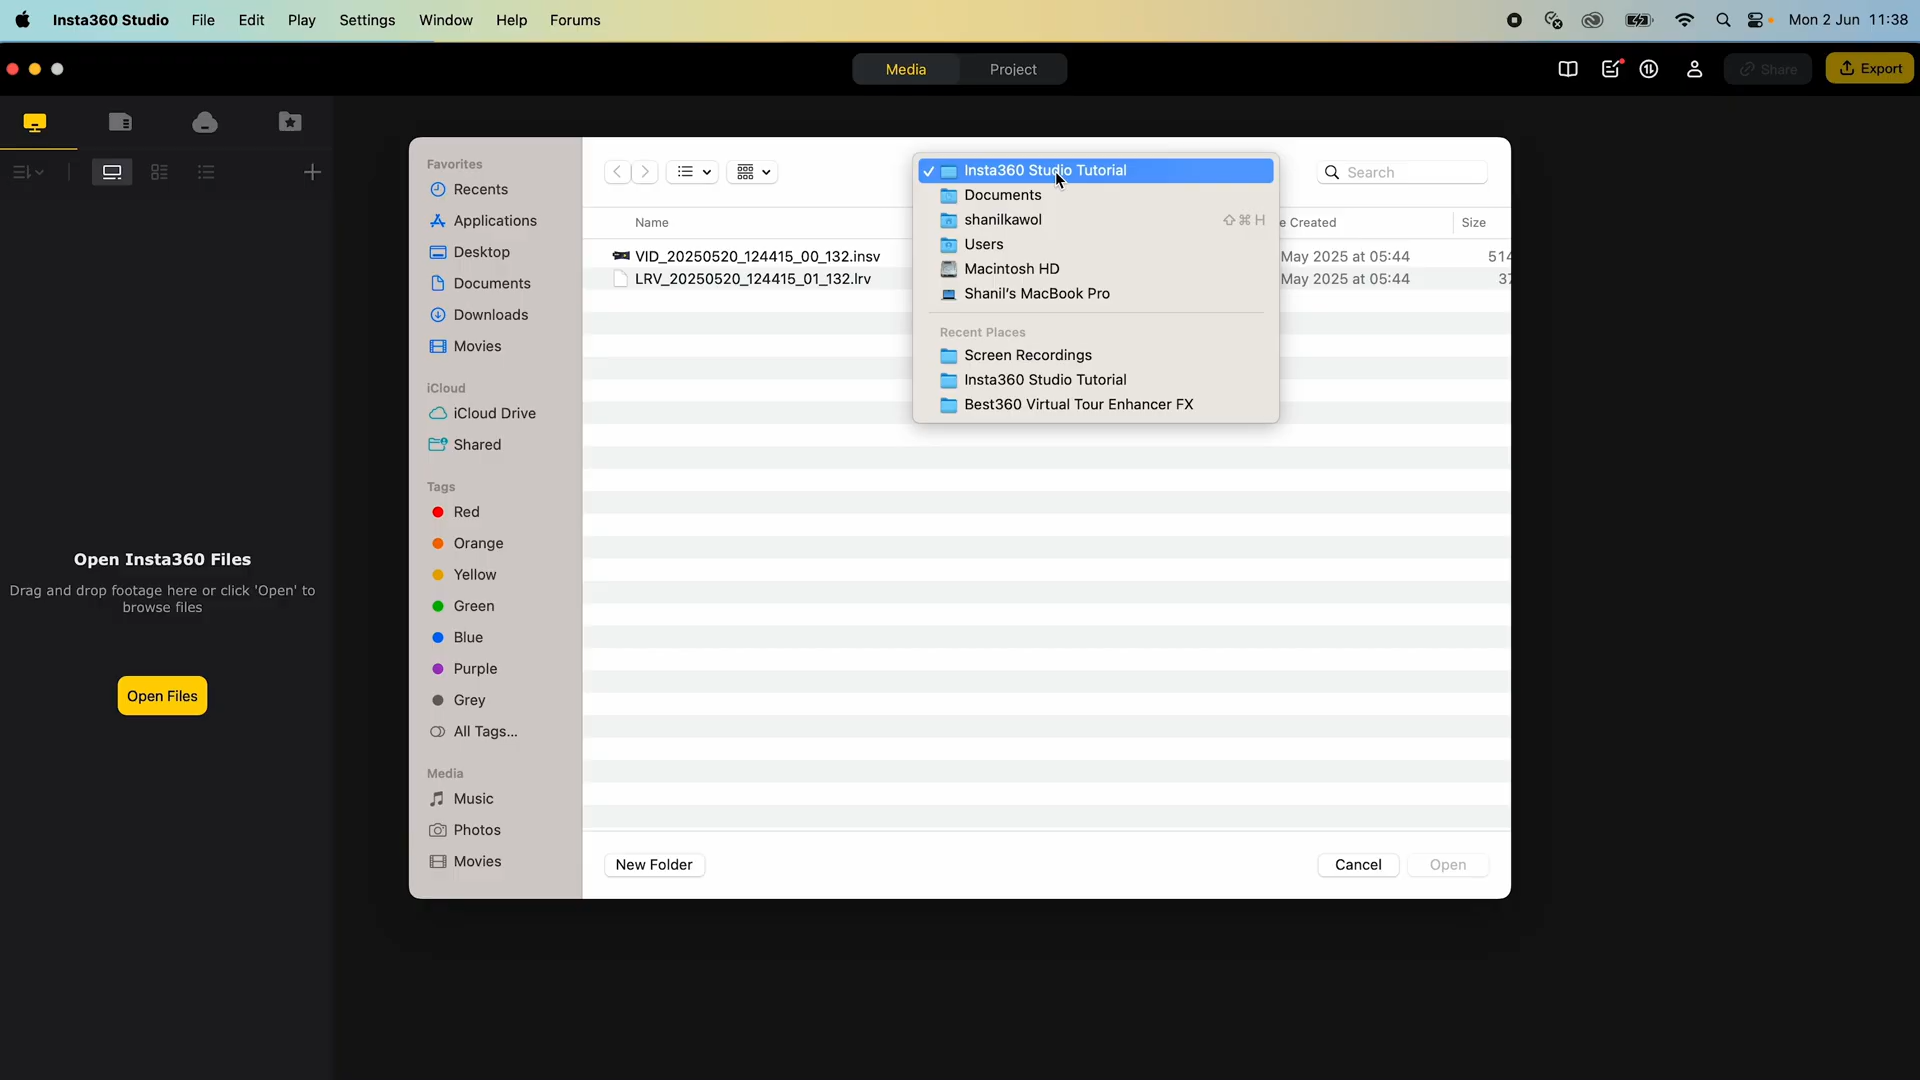 Insta360 Studio File Edit Play Settings Window Help Forums Mon 2 Jun 11:38
Media Project Share Export
Open Insta360 Files
Drag and drop footage here or click 'Open' to
browse files
Open Files
Favorites
Recents
Applications
Desktop
Documents
Downloads
Movies
iCloud
iCloud Drive
Shared
Tags
Red
Orange
Yellow
Green
Blue
Purple
Grey
All Tags...
Media
Music
Photos
Movies
Search
Name e Created Size
VID_20250520_124415_00_132.insv May 2025 at 05:44 514
LRV_20250520_124415_01_132.lrv May 2025 at 05:44
Insta360 Studio Tutorial
Documents
shanilkawol ⇧⌘H
Users
Macintosh HD
Shanil's MacBook Pro
Recent Places
Screen Recordings
Insta360 Studio Tutorial
Best360 Virtual Tour Enhancer FX
New Folder Cancel Open